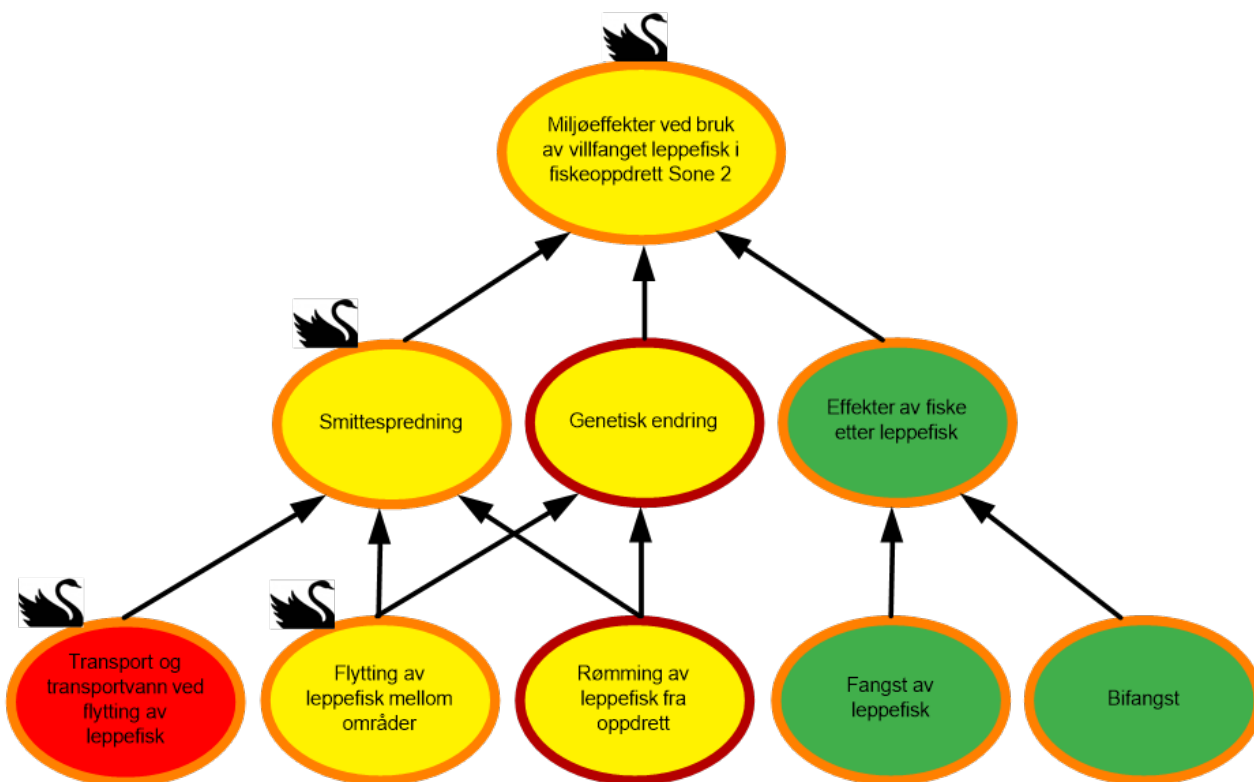 Miljøeffekter ved bruk
av villfanget leppefisk i
fiskeoppdrett Sone 2
Smittespredning
Genetisk endring
Effekter av fiske
etter leppefisk
Transport og
transportvann ved
flytting av
leppefisk
Flytting av
leppefisk mellom
områder
Rømming av
leppefisk fra
oppdrett
Fangst av
leppefisk
Bifangst